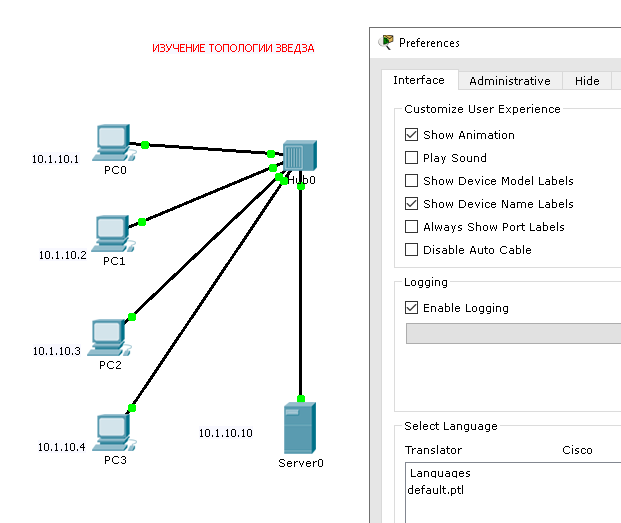 ИЗУЧЕНИЕ ТОПОЛОГИИ ЗВЕДЗА
10.1.10.1
PC0
Hub0
10.1.10.2
PC1
10.1.10.3
PC2
10.1.10.4
PC3
10.1.10.10
Server0
Preferences
Interface
Administrative
Hide
Customize User Experience
Show Animation
Play Sound
Show Device Model Labels
Show Device Name Labels
Always Show Port Labels
Disable Auto Cable
Logging
Enable Logging
Select Language
Translator
Cisco
Languages
default.ptl